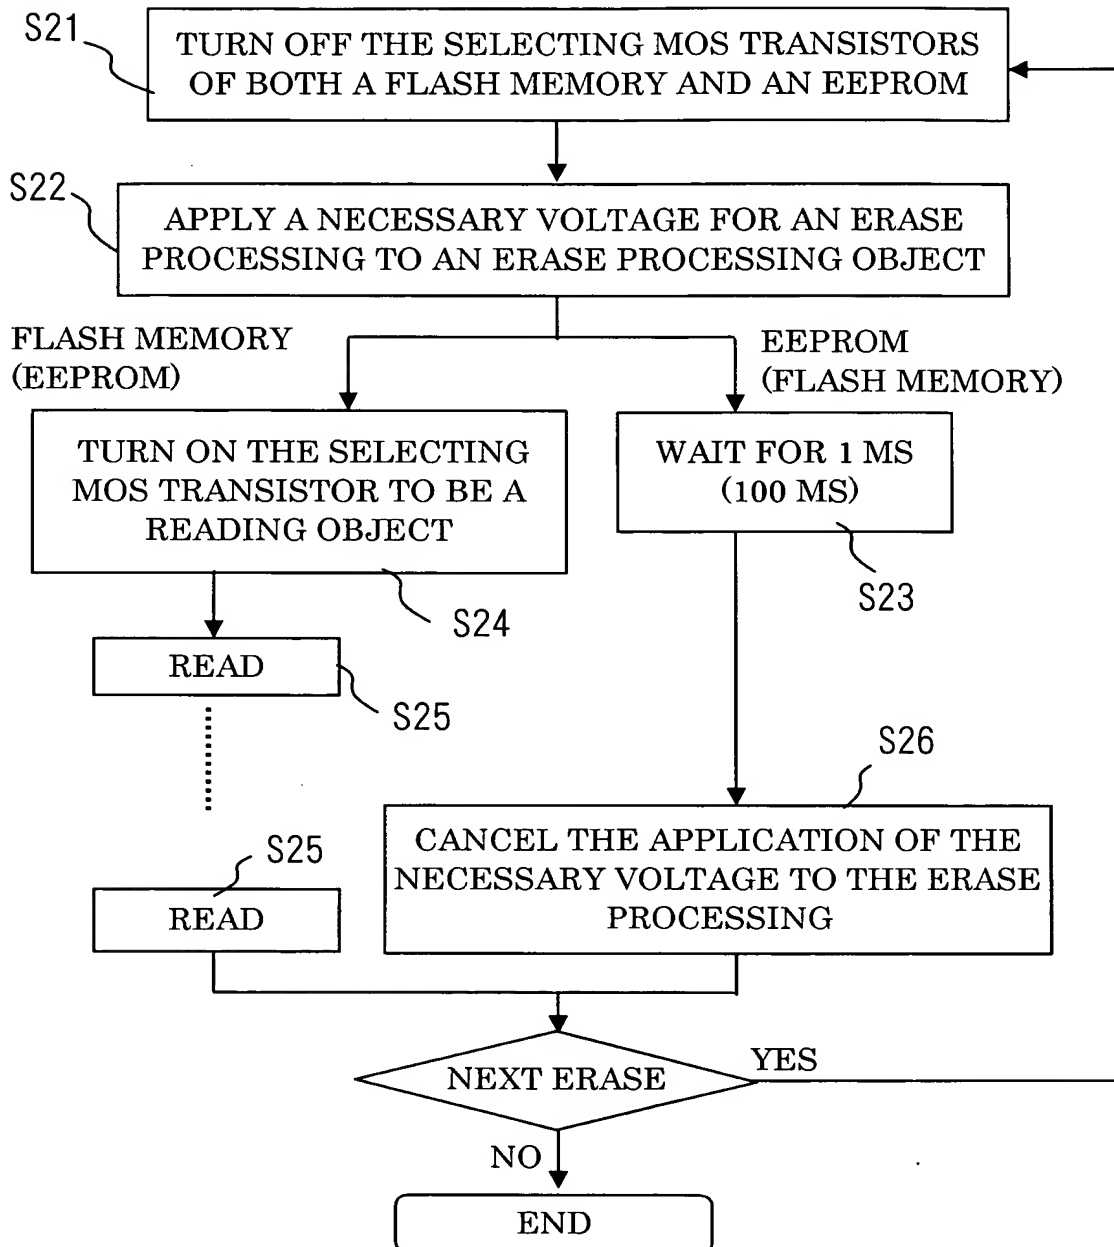 S21
TURN OFF THE SELECTING MOS TRANSISTORS
OF BOTH A FLASH MEMORY AND AN EEPROM
S22
APPLY A NECESSARY VOLTAGE FOR AN ERASE
PROCESSING TO AN ERASE PROCESSING OBJECT
FLASH MEMORY
(EEPROM)
EEPROM
(FLASH MEMORY)
TURN ON THE SELECTING
MOS TRANSISTOR TO BE A
READING OBJECT
S24
WAIT FOR 1 MS
(100 MS)
S23
READ
S25
S26
S25
READ
CANCEL THE APPLICATION OF THE
NECESSARY VOLTAGE TO THE ERASE
PROCESSING
NEXT ERASE
YES
NO
END